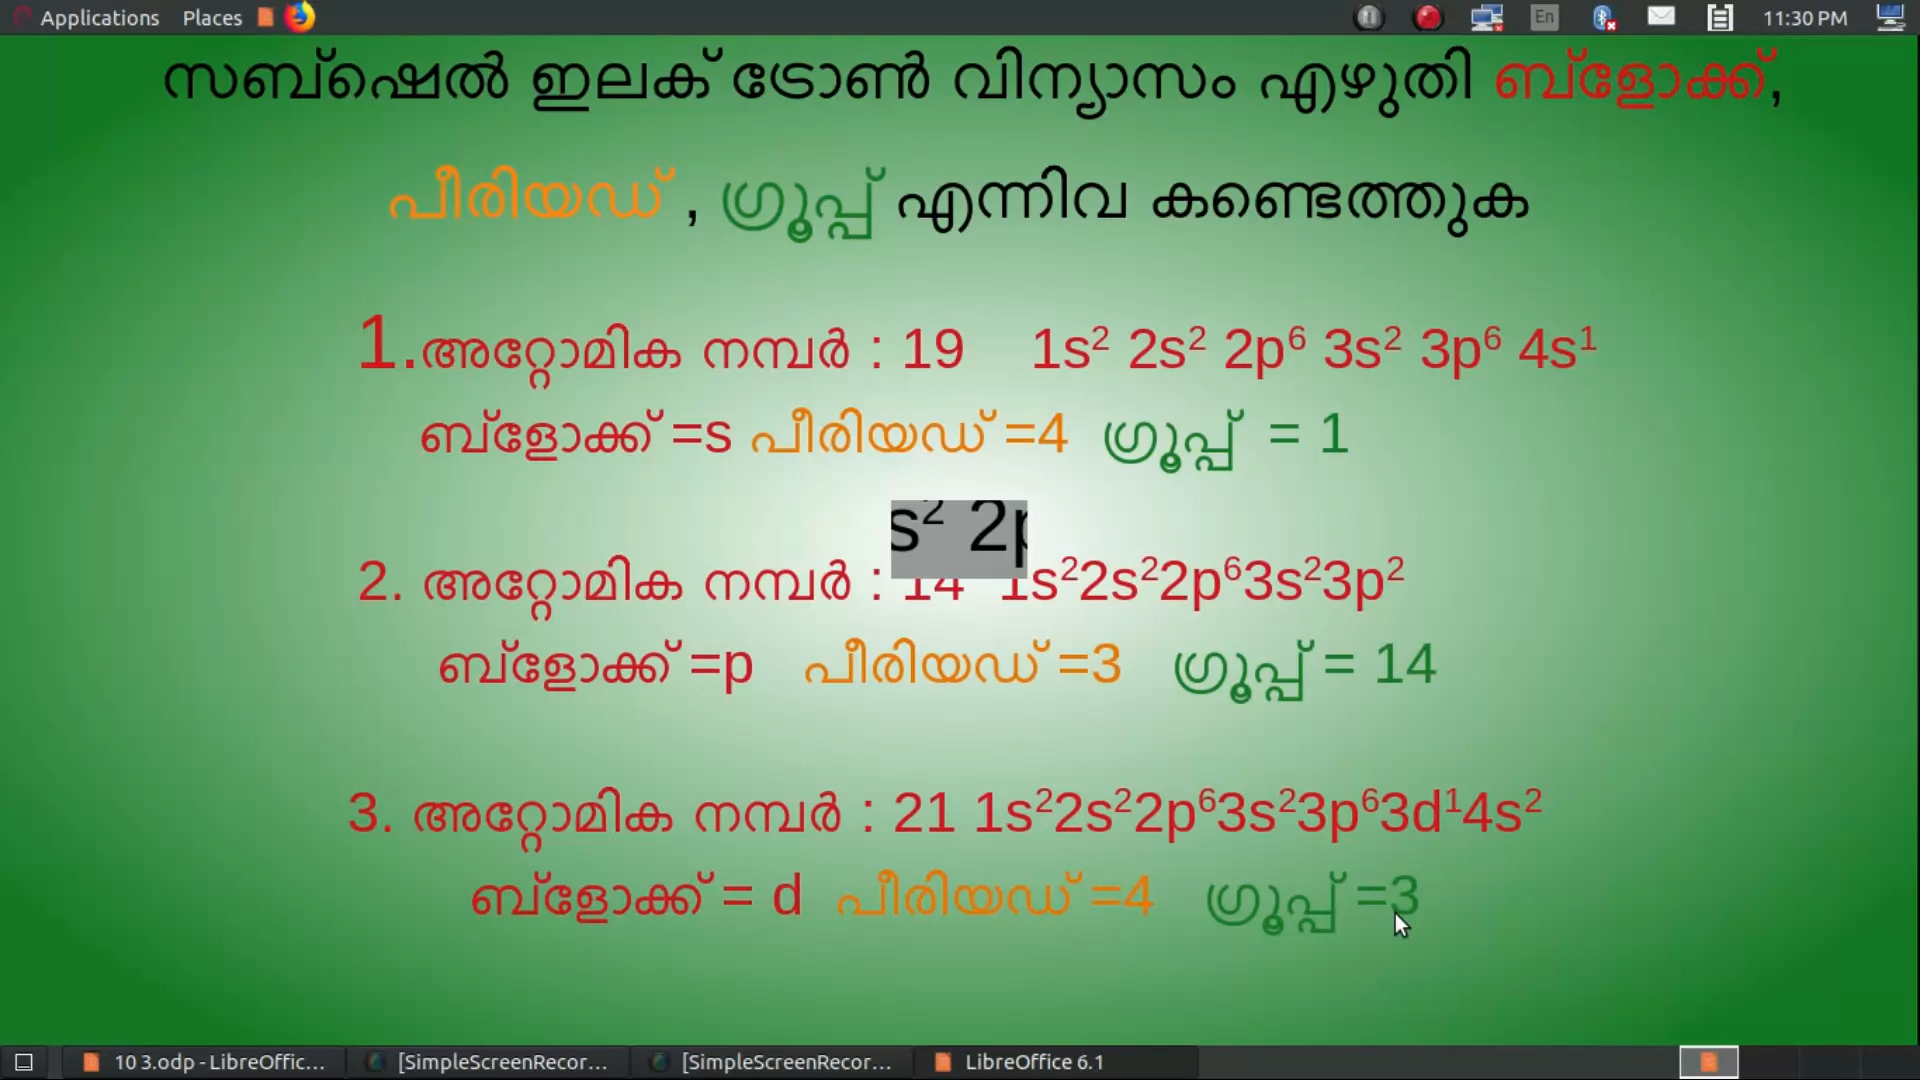 Applications Places En 11:30 PM
സബ്ഷെൽ ഇലക് ട്രോൺ വിന്യാസം എഴുതി ബ്ളോക്ക്,
പീരിയഡ് , ഗ്രൂപ്പ് എന്നിവ കണ്ടെത്തുക
1.അറ്റോമിക നമ്പർ : 19 1s² 2s² 2p⁶ 3s² 3p⁶ 4s¹
ബ്ളോക്ക് =s പീരിയഡ് =4 ഗ്രൂപ്പ് = 1
s² 2p
2. അറ്റോമിക നമ്പർ : 14 1s²2s²2p⁶3s²3p²
ബ്ളോക്ക് =p പീരിയഡ് =3 ഗ്രൂപ്പ് = 14
3. അറ്റോമിക നമ്പർ : 21 1s²2s²2p⁶3s²3p⁶3d¹4s²
ബ്ളോക്ക് = d പീരിയഡ് =4 ഗ്രൂപ്പ് =3
10 3.odp - LibreOffic... [SimpleScreenRecor... [SimpleScreenRecor... LibreOffice 6.1